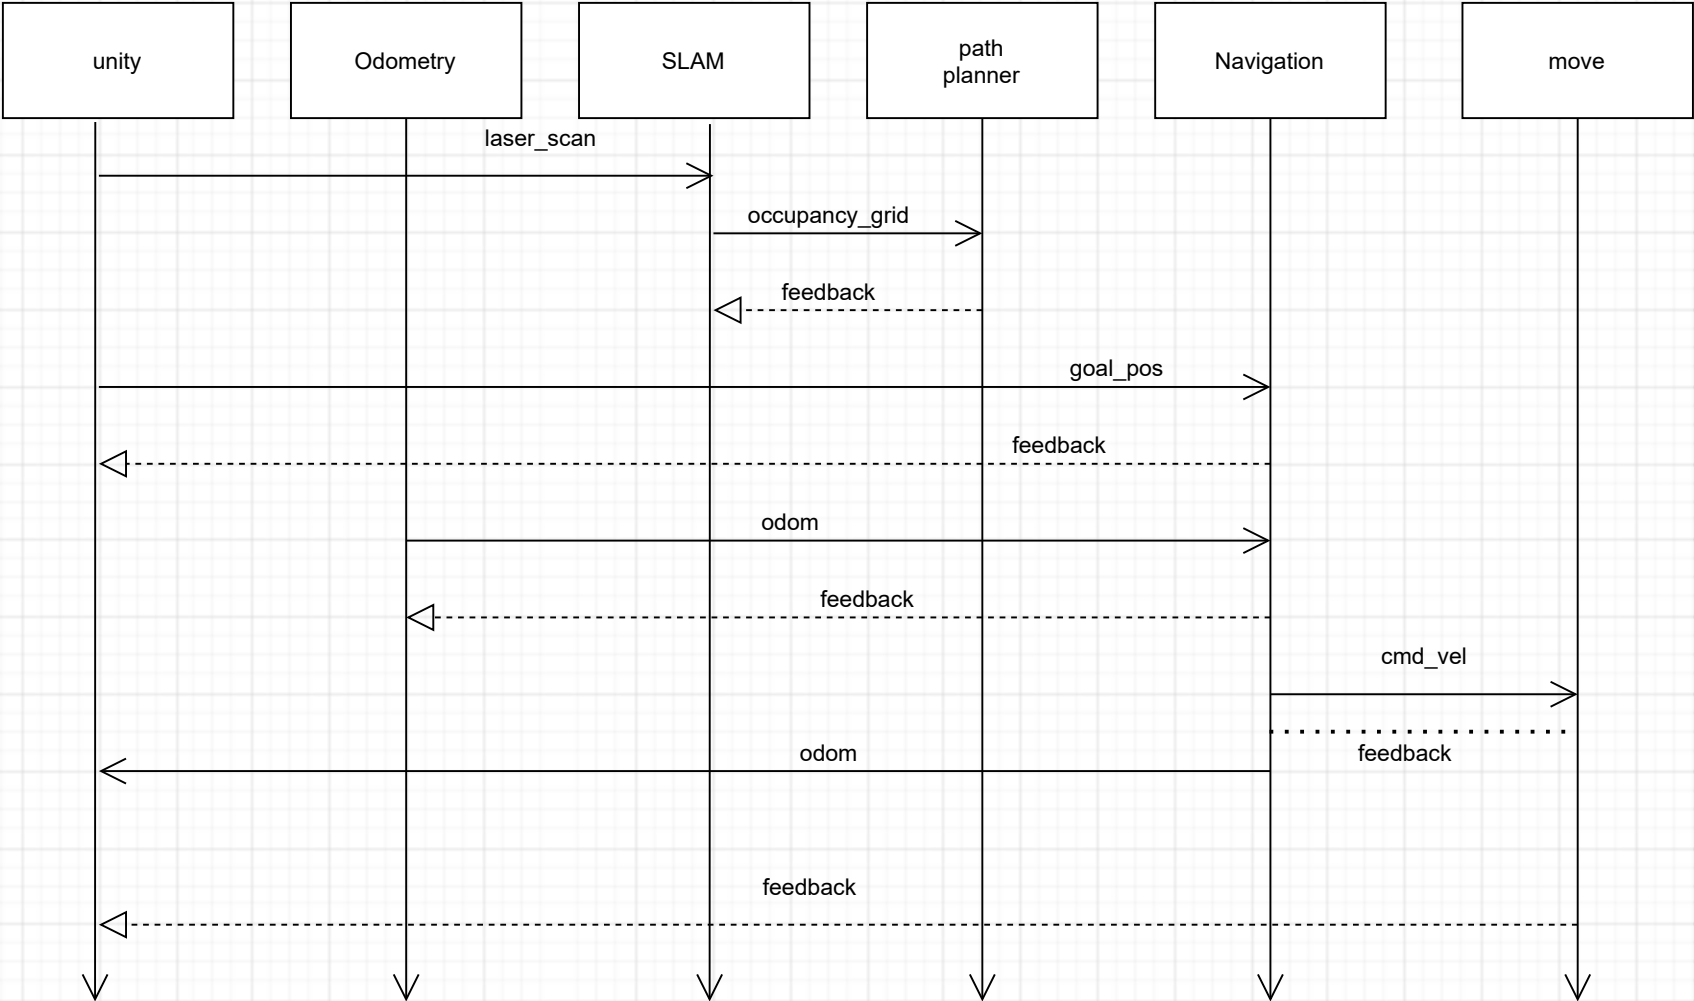 unity
Odometry
SLAM
path
planner
Navigation
move
laser_scan
occupancy_grid
feedback
goal_pos
feedback
odom
feedback
cmd_vel
odom
feedback
feedback